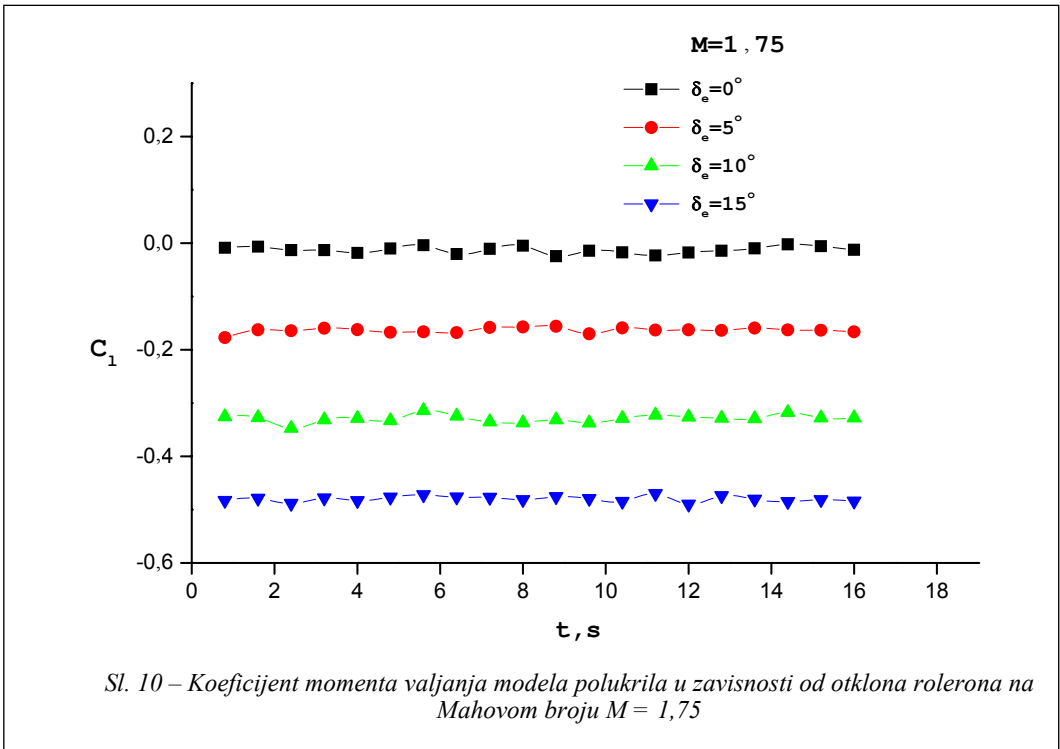 M=1,75
δe=0°
δe=5°
δe=10°
δe=15°
0,2
0,0
-0,2
-0,4
-0,6
C1
0 2 4 6 8 10 12 14 16 18
t,s
Sl. 10 – Koeficijent momenta valjanja modela polukrila u zavisnosti od otklona rolerona na
Mahovom broju M = 1,75